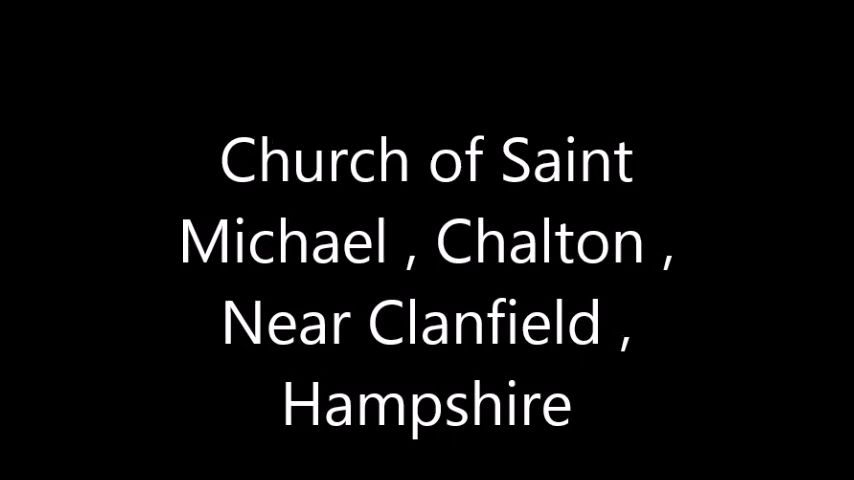 Church of Saint
Michael , Chalton ,
Near Clanfield ,
Hampshire